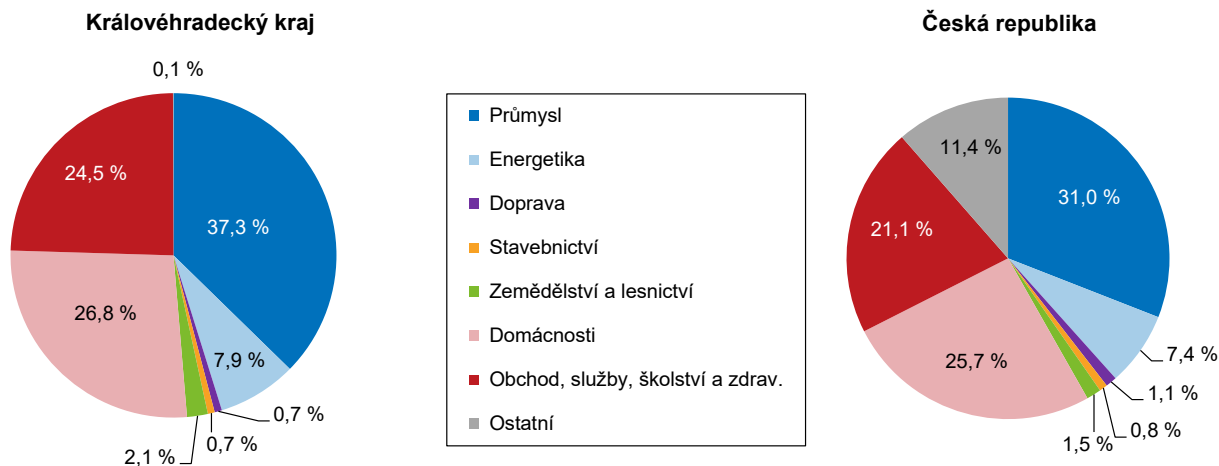 Královéhradecký kraj
0,1 %
24,5 %
37,3 %
26,8 %
7,9 %
0,7 %
0,7 %
2,1 %
Průmysl
Energetika
Doprava
Stavebnictví
Zemědělství a lesnictví
Domácnosti
Obchod, služby, školství a zdrav.
Ostatní
Česká republika
11,4 %
31,0 %
21,1 %
25,7 %
7,4 %
1,1 %
0,8 %
1,5 %